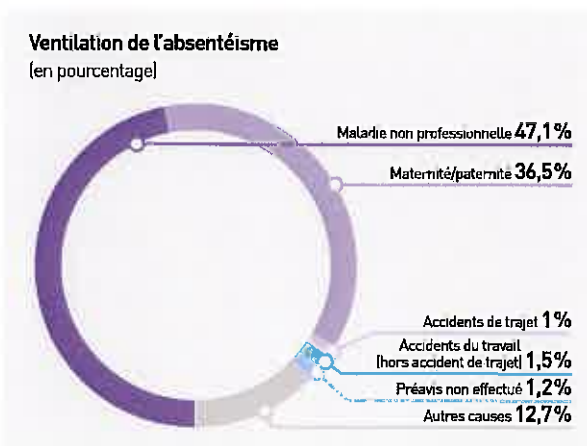 Ventilation de l'absentéisme
(en pourcentage)
Maladie non professionnelle 47,1%
Maternité/paternité 36,5%
Accidents de trajet 1%
Accidents du travail
(hors accident de trajet) 1,5%
Préavis non effectué 1,2%
Autres causes 12,7%